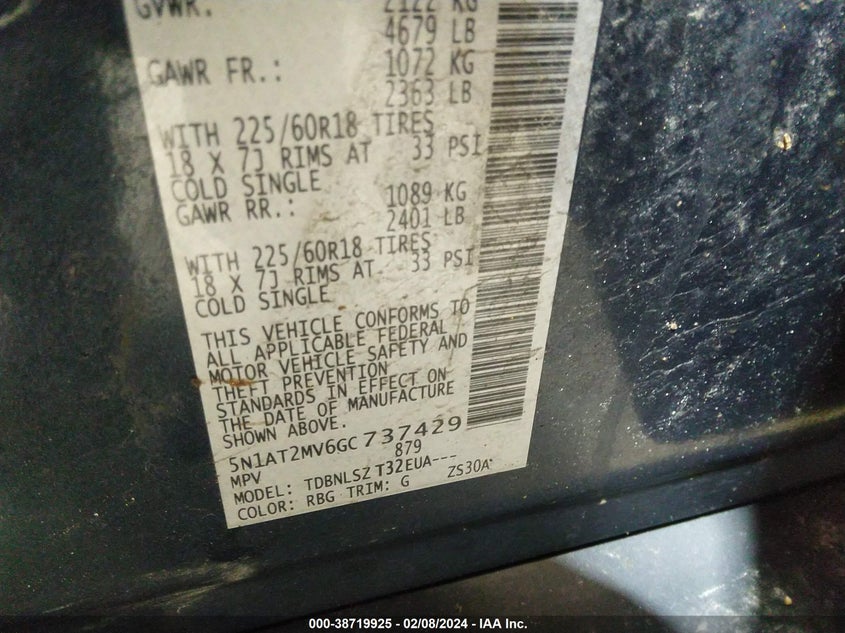 GVWR: 2122 KG
4679 LB
GAWR FR.: 1072 KG
2363 LB
WITH 225/60R18 TIRES
18 X 7J RIMS AT 33 PSI
COLD SINGLE
GAWR RR.: 1089 KG
2401 LB
WITH 225/60R18 TIRES
18 X 7J RIMS AT 33 PSI
COLD SINGLE
THIS VEHICLE CONFORMS TO
ALL APPLICABLE FEDERAL
MOTOR VEHICLE SAFETY AND
THEFT PREVENTION
STANDARDS IN EFFECT ON
THE DATE OF MANUFACTURE
SHOWN ABOVE.
5N1AT2MV6GC737429
MPV 879
MODEL: TDBNLSZ T32EUA---
COLOR: RBG TRIM: G ZS30A
000-38719925 - 02/08/2024 - IAA Inc.